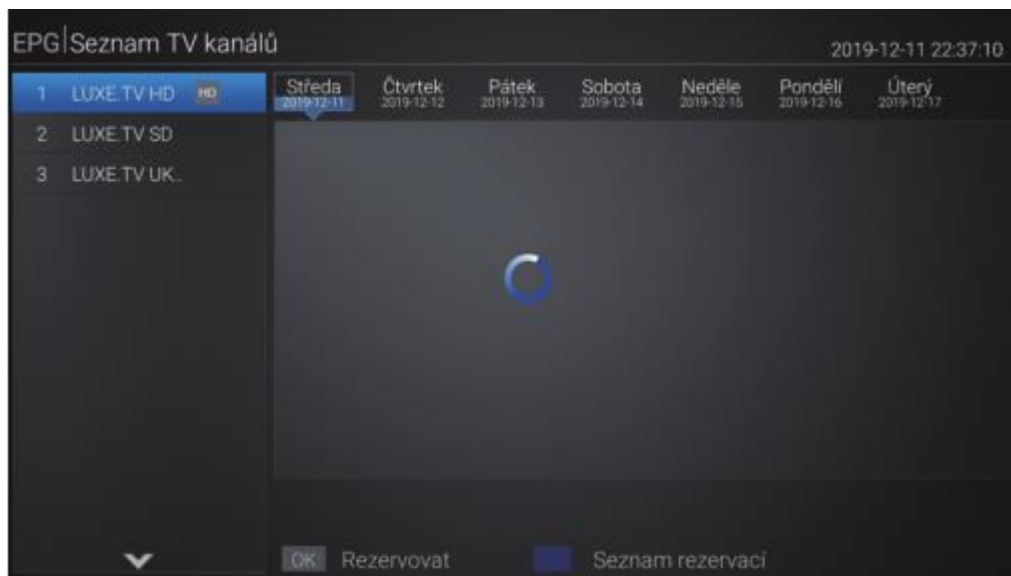 EPG|Seznam TV kanálů
2019-12-11 22:37:10
1 LUXE.TV HD HD
2 LUXE.TV SD
3 LUXE.TV UK..
Středa Čtvrtek Pátek Sobota Neděle Pondělí Úterý
2019-12-11 2019-12-12 2019-12-13 2019-12-14 2019-12-15 2019-12-16 2019-12-17
OK Rezervovat Seznam rezervací